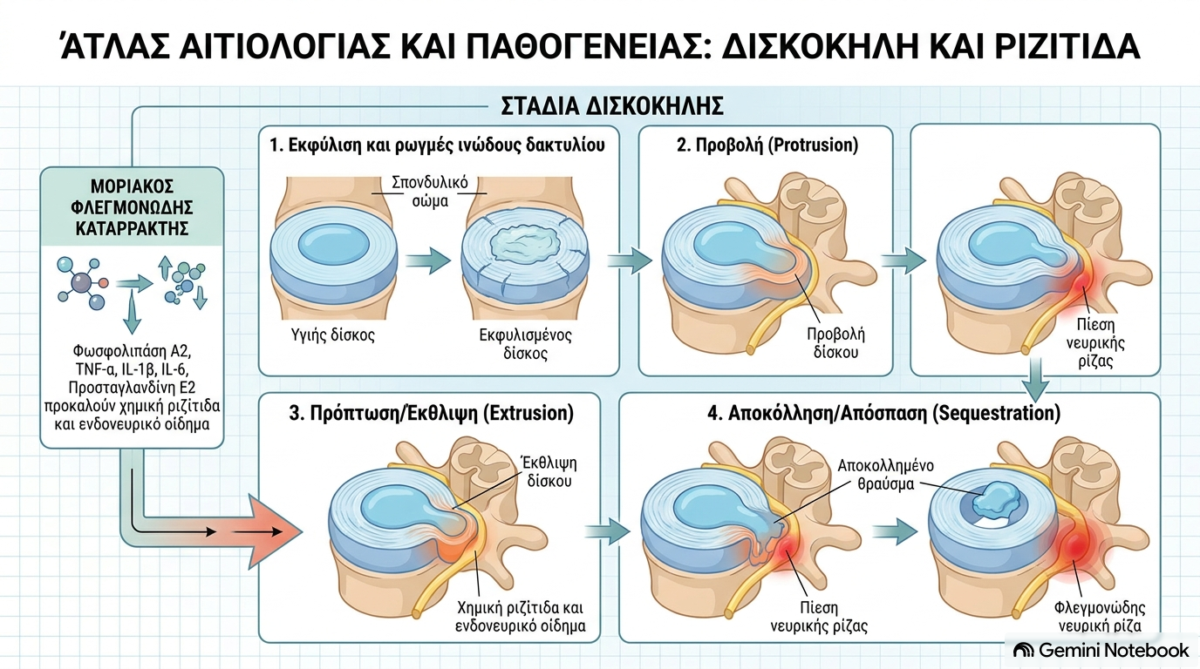 ΆΤΛΑΣ ΑΙΤΙΟΛΟΓΙΑΣ ΚΑΙ ΠΑΘΟΓΕΝΕΙΑΣ: ΔΙΣΚΟΚΗΛΗ ΚΑΙ ΡΙΖΙΤΙΔΑ
ΣΤΑΔΙΑ ΔΙΣΚΟΚΗΛΗΣ
ΜΟΡΙΑΚΟΣ
ΦΛΕΓΜΟΝΩΔΗΣ
ΚΑΤΑΡΡΑΚΤΗΣ
Φωσφολιπάση Α2,
TNF-α, IL-1β, IL-6,
Προσταγλανδίνη Ε2
προκαλούν χημική ριζίτιδα
και ενδονευρικό οίδημα
1. Εκφύλιση και ρωγμές ινώδους δακτυλίου
Σπονδυλικό
σώμα
Υγιής δίσκος
Εκφυλισμένος
δίσκος
2. Προβολή (Protrusion)
Προβολή
δίσκου
Πίεση
νευρικής
ρίζας
3. Πρόπτωση/Έκθλιψη (Extrusion)
Έκθλιψη
δίσκου
Χημική ριζίτιδα και
ενδονευρικό οίδημα
4. Αποκόλληση/Απόσπαση (Sequestration)
Αποκολλημένο
θραύσμα
Πίεση
νευρικής ρίζας
Φλεγμονώδης
νευρική ρίζα
Gemini Notebook